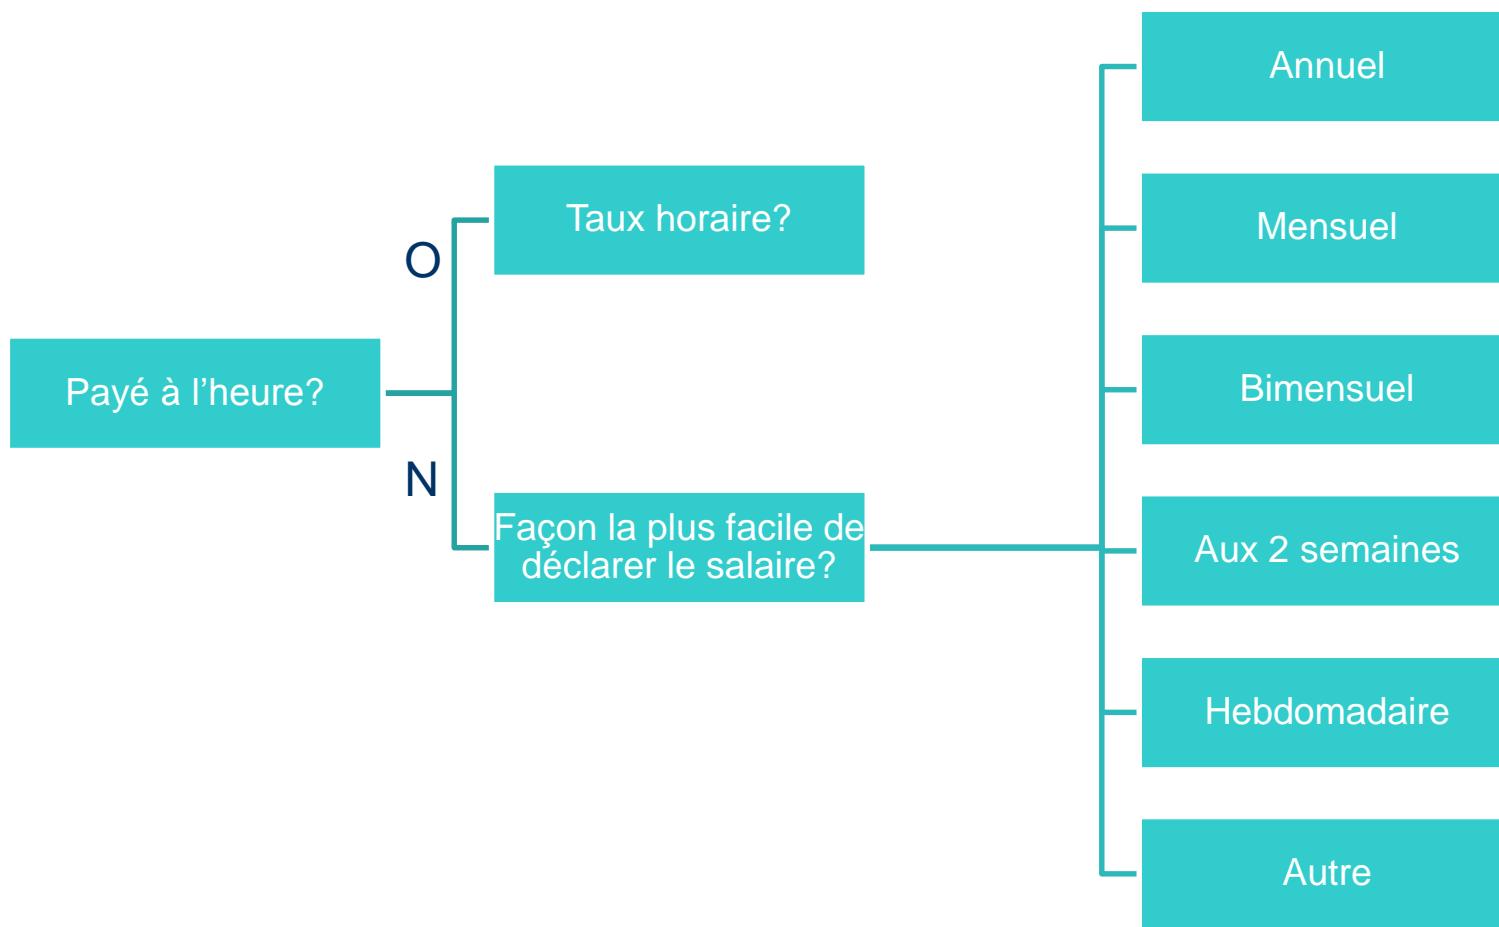 Payé à l’heure?
O
N
Taux horaire?
Façon la plus facile de
déclarer le salaire?
Annuel
Mensuel
Bimensuel
Aux 2 semaines
Hebdomadaire
Autre